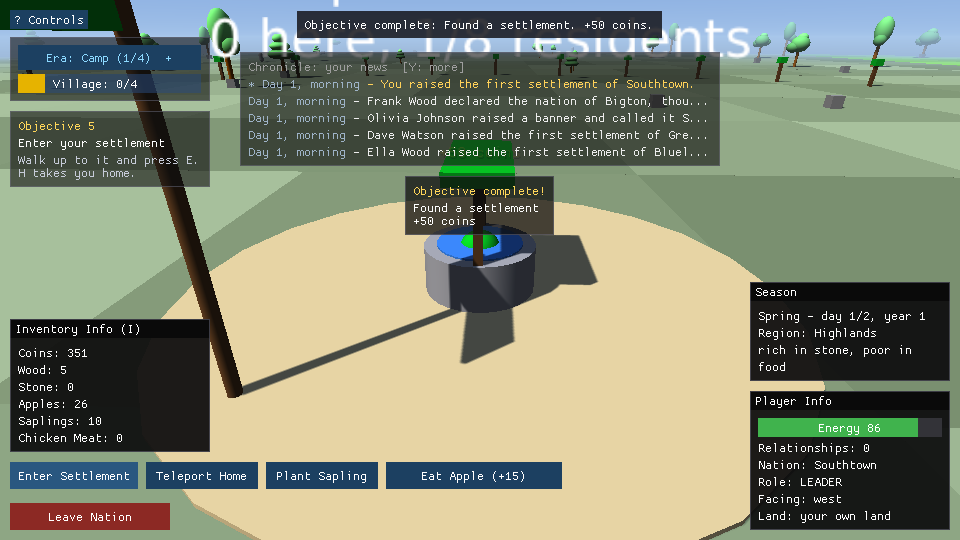 ? Controls
Objective complete: Found a settlement. +50 coins.
0 here, 1/8 residents
Era: Camp (1/4) +
Village: 0/4
Chronicle: your news [Y: more]
* Day 1, morning – You raised the first settlement of Southtown.
Day 1, morning – Frank Wood declared the nation of Bigton, thou...
Day 1, morning – Olivia Johnson raised a banner and called it S...
Day 1, morning – Dave Watson raised the first settlement of Gre...
Day 1, morning – Ella Wood raised the first settlement of Bluel...
Objective 5
Enter your settlement
Walk up to it and press E.
H takes you home.
Objective complete!
Found a settlement
+50 coins
Season
Spring – day 1/2, year 1
Region: Highlands
rich in stone, poor in
food
Inventory Info (I)
Coins: 351
Wood: 5
Stone: 0
Apples: 26
Saplings: 10
Chicken Meat: 0
Player Info
Energy 86
Relationships: 0
Nation: Southtown
Role: LEADER
Facing: west
Land: your own land
Enter Settlement
Teleport Home
Plant Sapling
Eat Apple (+15)
Leave Nation